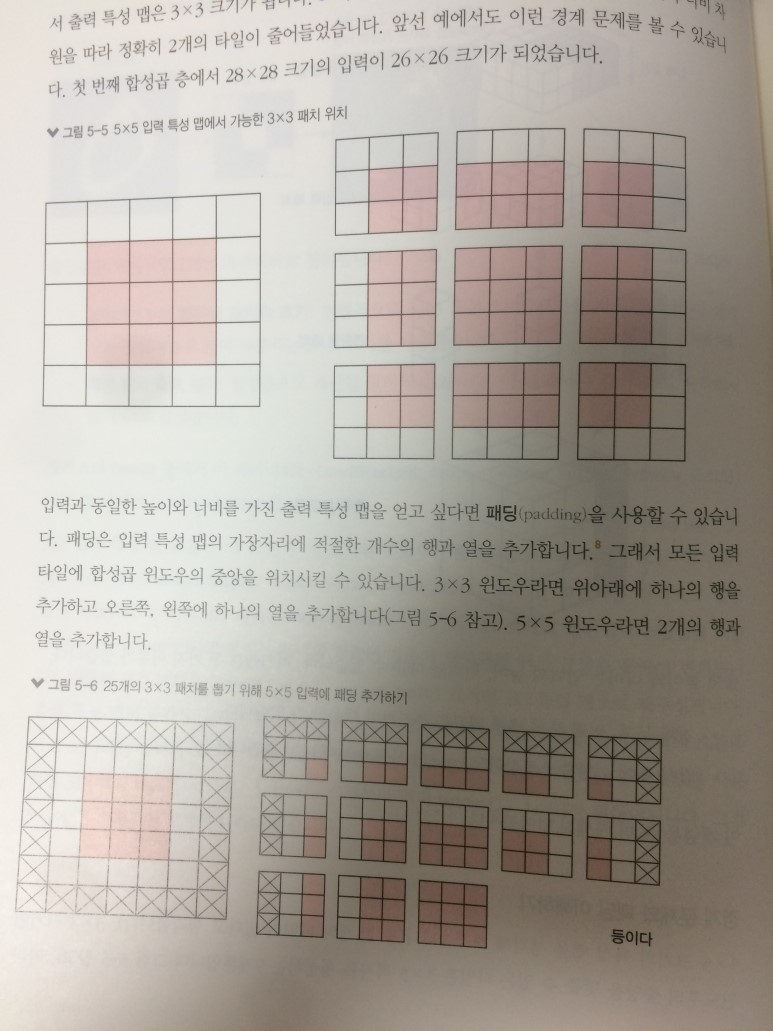 서 출력 특성 맵은 3×3 크기가
원을 따라 정확히 2개의 타일이 줄어들었습니다. 앞선 예에서도 이런 경계 문제를 볼 수 있습니
다. 첫 번째 합성곱 층에서 28×28 크기의 입력이 26×26 크기가 되었습니다.
그림 5-5 5×5 입력 특성 맵에서 가능한 3×3 패치 위치
입력과 동일한 높이와 너비를 가진 출력 특성 맵을 얻고 싶다면 패딩(padding)을 사용할 수 있습니
다. 패딩은 입력 특성 맵의 가장자리에 적절한 개수의 행과 열을 추가합니다.8 그래서 모든 입력
타일에 합성곱 윈도우의 중앙을 위치시킬 수 있습니다. 3×3 윈도우라면 위아래에 하나의 행을
추가하고 오른쪽, 왼쪽에 하나의 열을 추가합니다(그림 5-6 참고). 5×5 윈도우라면 2개의 행과
열을 추가합니다.
그림 5-6 25개의 3×3 패치를 뽑기 위해 5×5 입력에 패딩 추가하기
등이다